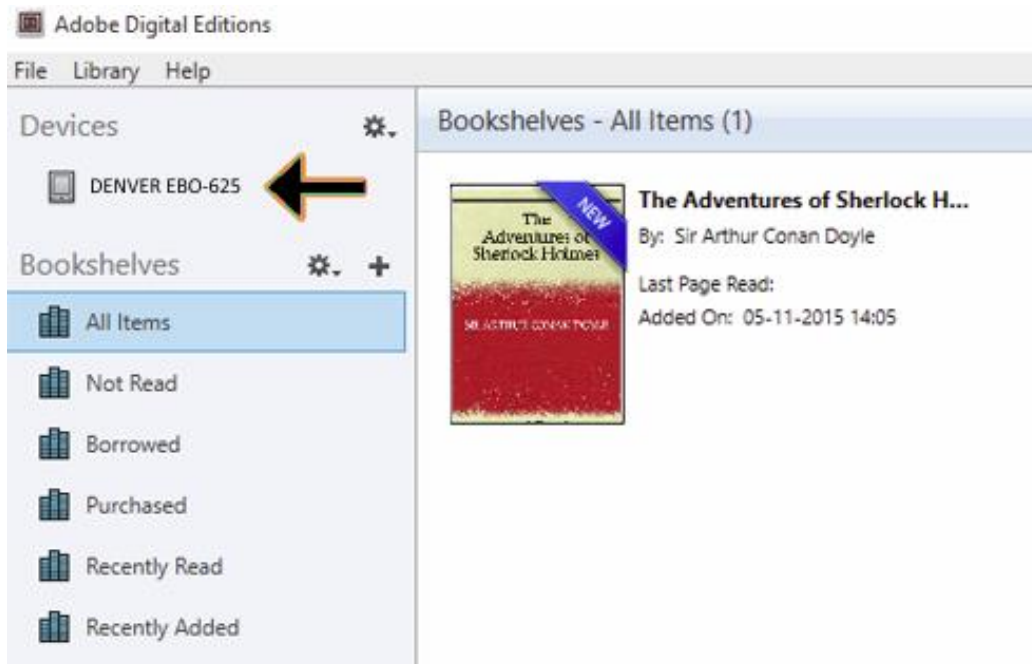 Adobe Digital Editions
File Library Help
Devices
DENVER EBO-625
Bookshelves
All Items
Not Read
Borrowed
Purchased
Recently Read
Recently Added
Bookshelves - All Items (1)
NEW
The
Adventures of
Sherlock Holmes
SIR ARTHUR CONAN DOYLE
The Adventures of Sherlock H...
By: Sir Arthur Conan Doyle
Last Page Read:
Added On: 05-11-2015 14:05